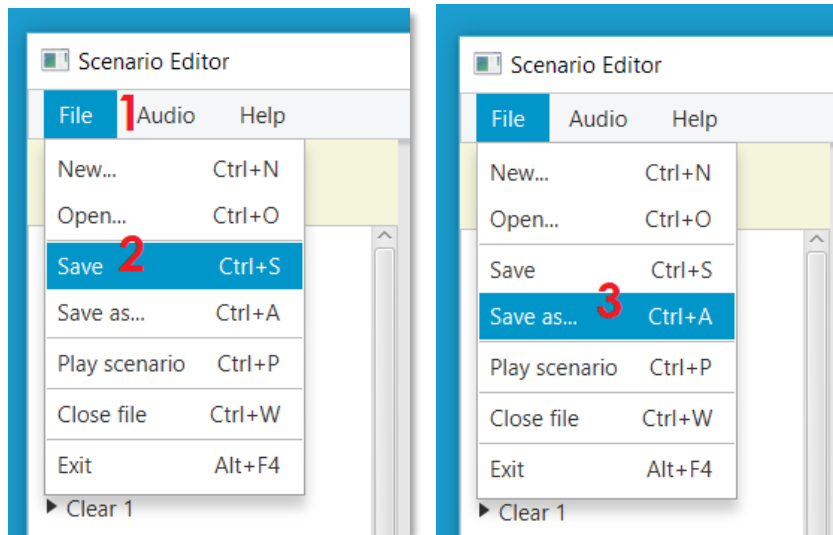 Scenario Editor
File 1 Audio Help
New... Ctrl+N
Open... Ctrl+O
Save 2 Ctrl+S
Save as... Ctrl+A
Play scenario Ctrl+P
Close file Ctrl+W
Exit Alt+F4
Clear 1
Scenario Editor
File Audio Help
New... Ctrl+N
Open... Ctrl+O
Save Ctrl+S
Save as... 3 Ctrl+A
Play scenario Ctrl+P
Close file Ctrl+W
Exit Alt+F4
Clear 1